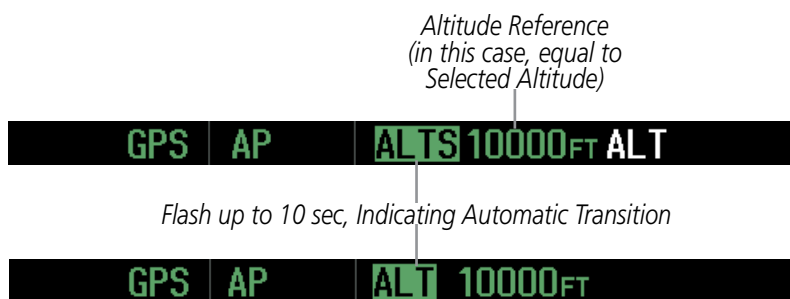 Altitude Reference
(in this case, equal to
Selected Altitude)
GPS AP ALTS 10000FT ALT
Flash up to 10 sec, Indicating Automatic Transition
GPS AP ALT 10000FT